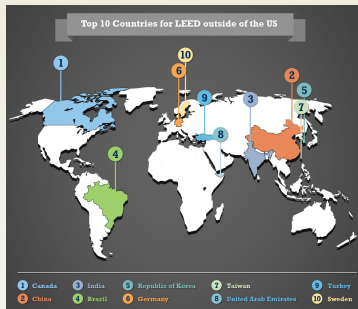 Top 10 Countries for LEED outside of the US
10
1
6
2
5
9
3
7
8
4
1 Canada
3 India
5 Republic of Korea
7 Taiwan
9 Turkey
2 China
4 Brazil
6 Germany
8 United Arab Emirates
10 Sweden